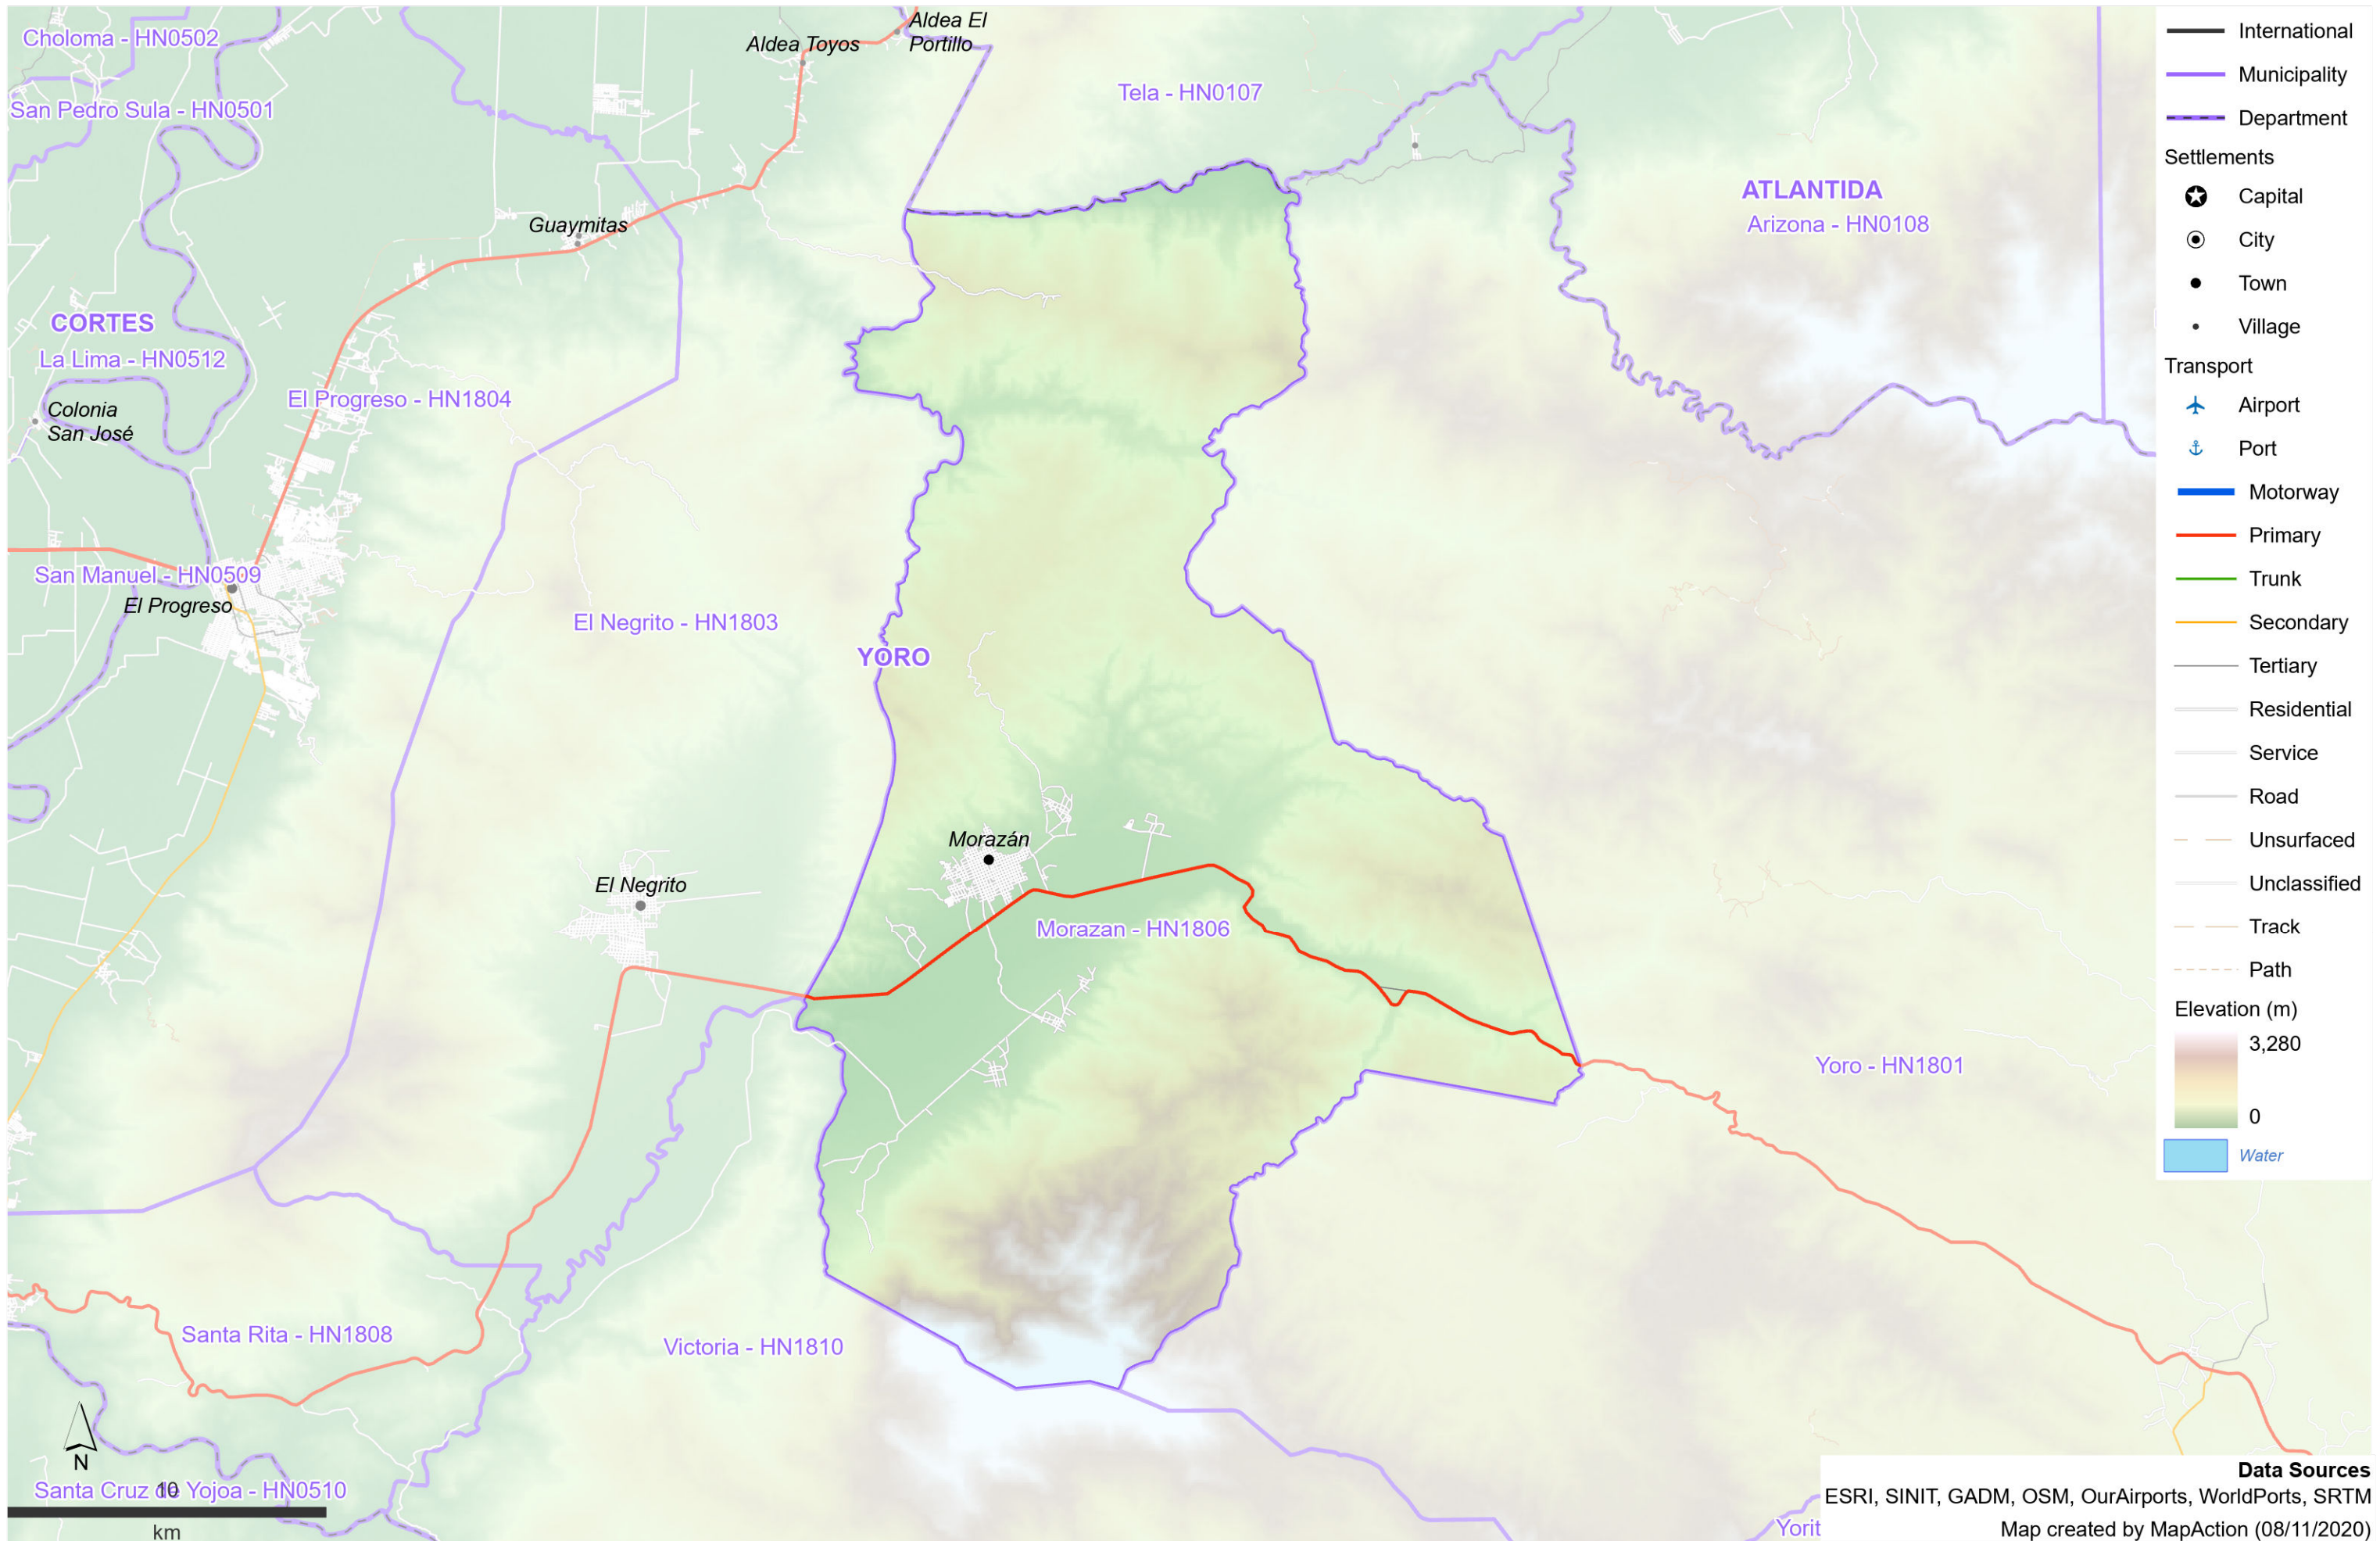 Aldea El
Portillo
Choloma - HN0502
Aldea Toyos
Tela - HN0107
San Pedro Sula - HN0501
ATLANTIDA
Arizona - HN0108
Guaymitas
CORTES
La Lima - HN0512
El Progreso - HN1804
Colonia
San José
San Manuel - HN0509
El Progreso
El Negrito - HN1803
YORO
Morazán
El Negrito
Morazan - HN1806
Yoro - HN1801
Santa Rita - HN1808
Victoria - HN1810
N
Santa Cruz de Yojoa - HN0510
10
km
Yorit
International
Municipality
Department
Settlements
Capital
City
Town
Village
Transport
Airport
Port
Motorway
Primary
Trunk
Secondary
Tertiary
Residential
Service
Road
Unsurfaced
Unclassified
Track
Path
Elevation (m)
3,280
0
Water
Data Sources
ESRI, SINIT, GADM, OSM, OurAirports, WorldPorts, SRTM
Map created by MapAction (08/11/2020)